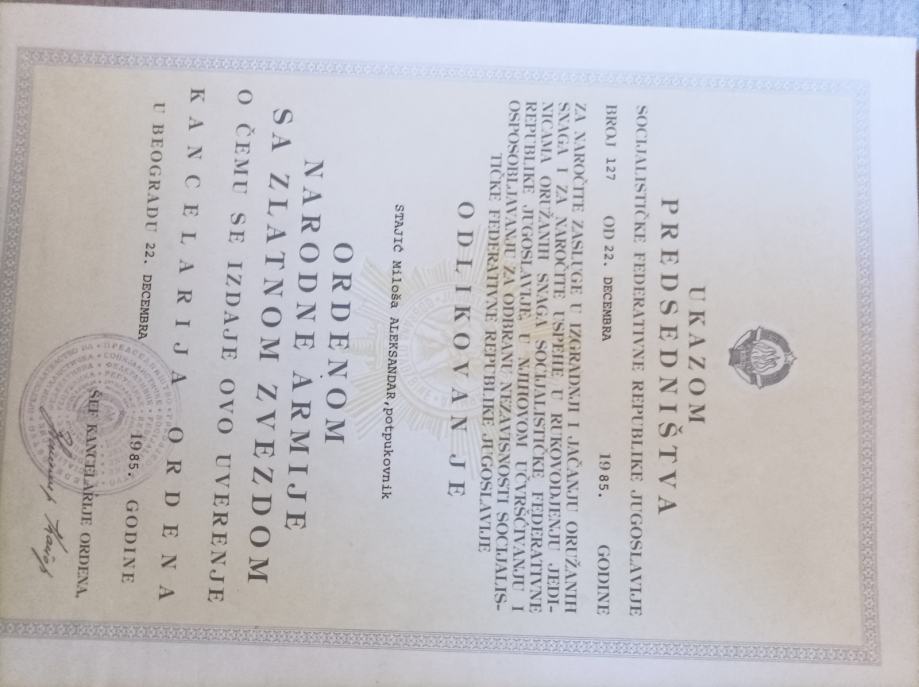 UKAZOM
PREDSEDNIŠTVA
SOCIJALISTIČKE FEDERATIVNE REPUBLIKE JUGOSLAVIJE
BROJ 127 OD 22. DECEMBRA 1985. GODINE
ZA NAROČITE ZASLUGE U IZGRADNJI I JAČANJU ORUŽANIH
SNAGA I ZA NAROČITE USPEHE U RUKOVODJENJU JEDI-
NICAMA ORUŽANIH SNAGA SOCIJALISTIČKE FEDERATIVNE
REPUBLIKE JUGOSLAVIJE, U NJIHOVOM UČVRŠĆIVANJU I
OSPOSOBLJAVANJU ZA ODBRANU NEZAVISNOSTI SOCIJALIS-
TIČKE FEDERATIVNE REPUBLIKE JUGOSLAVIJE
ODLIKOVAN JE
STAJIĆ Miloša ALEKSANDAR,potpukovnik
ORDENOM
NARODNE ARMIJE
SA ZLATNOM ZVEZDOM
O ČEMU SE IZDAJE OVO UVERENJE
KANCELARIJA ORDENA
U BEOGRADU 22. DECEMBRA 1985. GODINE
ŠEF KANCELARIJE ORDENA,